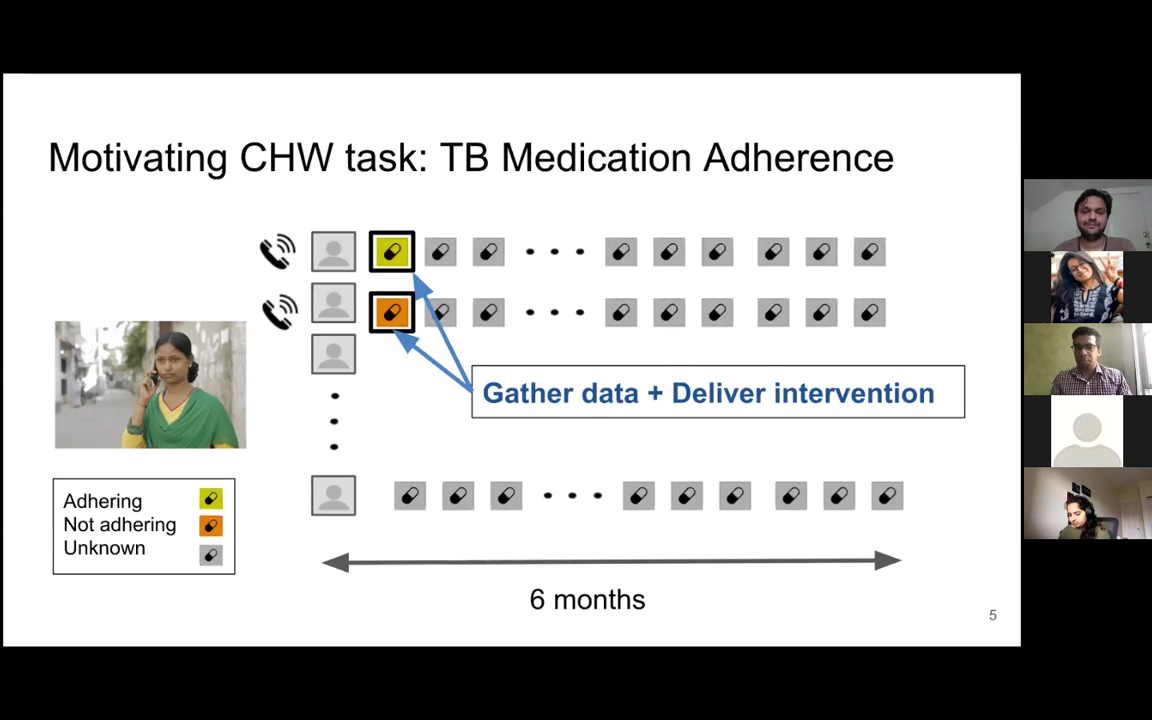 Motivating CHW task: TB Medication Adherence
Gather data + Deliver intervention
Adhering
Not adhering
Unknown
6 months
5